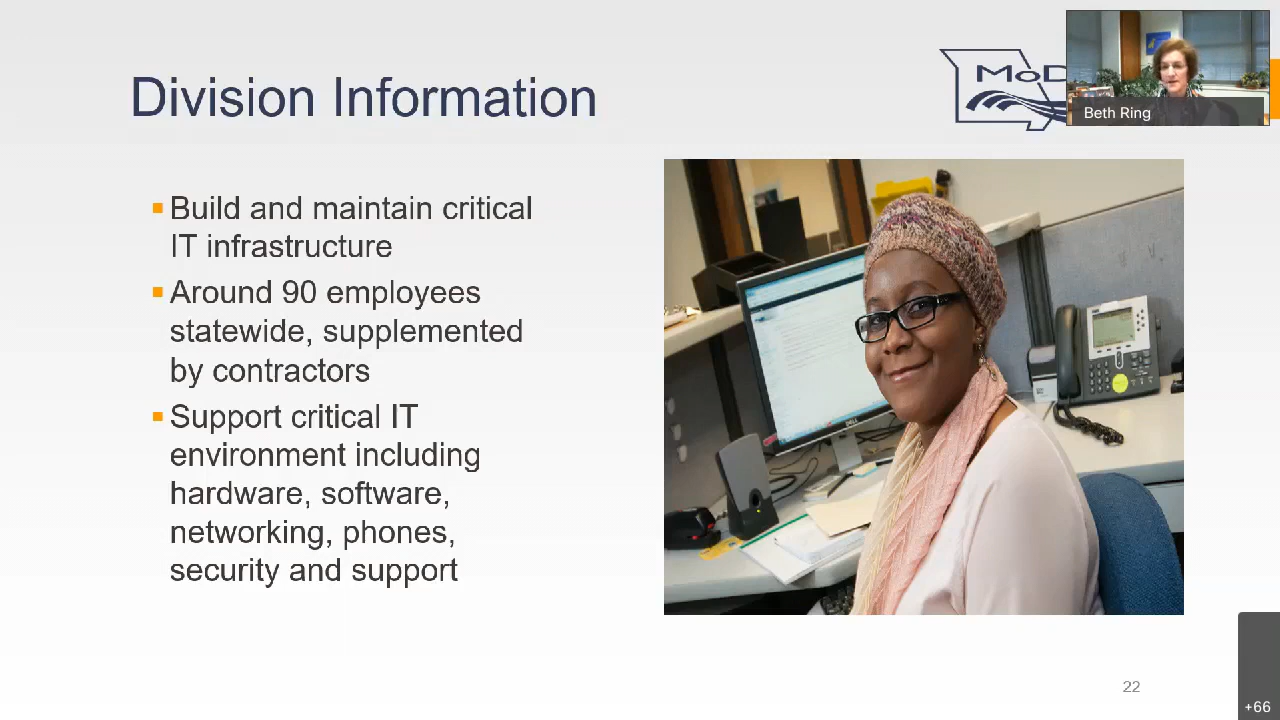 Division Information
MoD
Beth Ring
Build and maintain critical
IT infrastructure
Around 90 employees
statewide, supplemented
by contractors
Support critical IT
environment including
hardware, software,
networking, phones,
security and support
22
+66